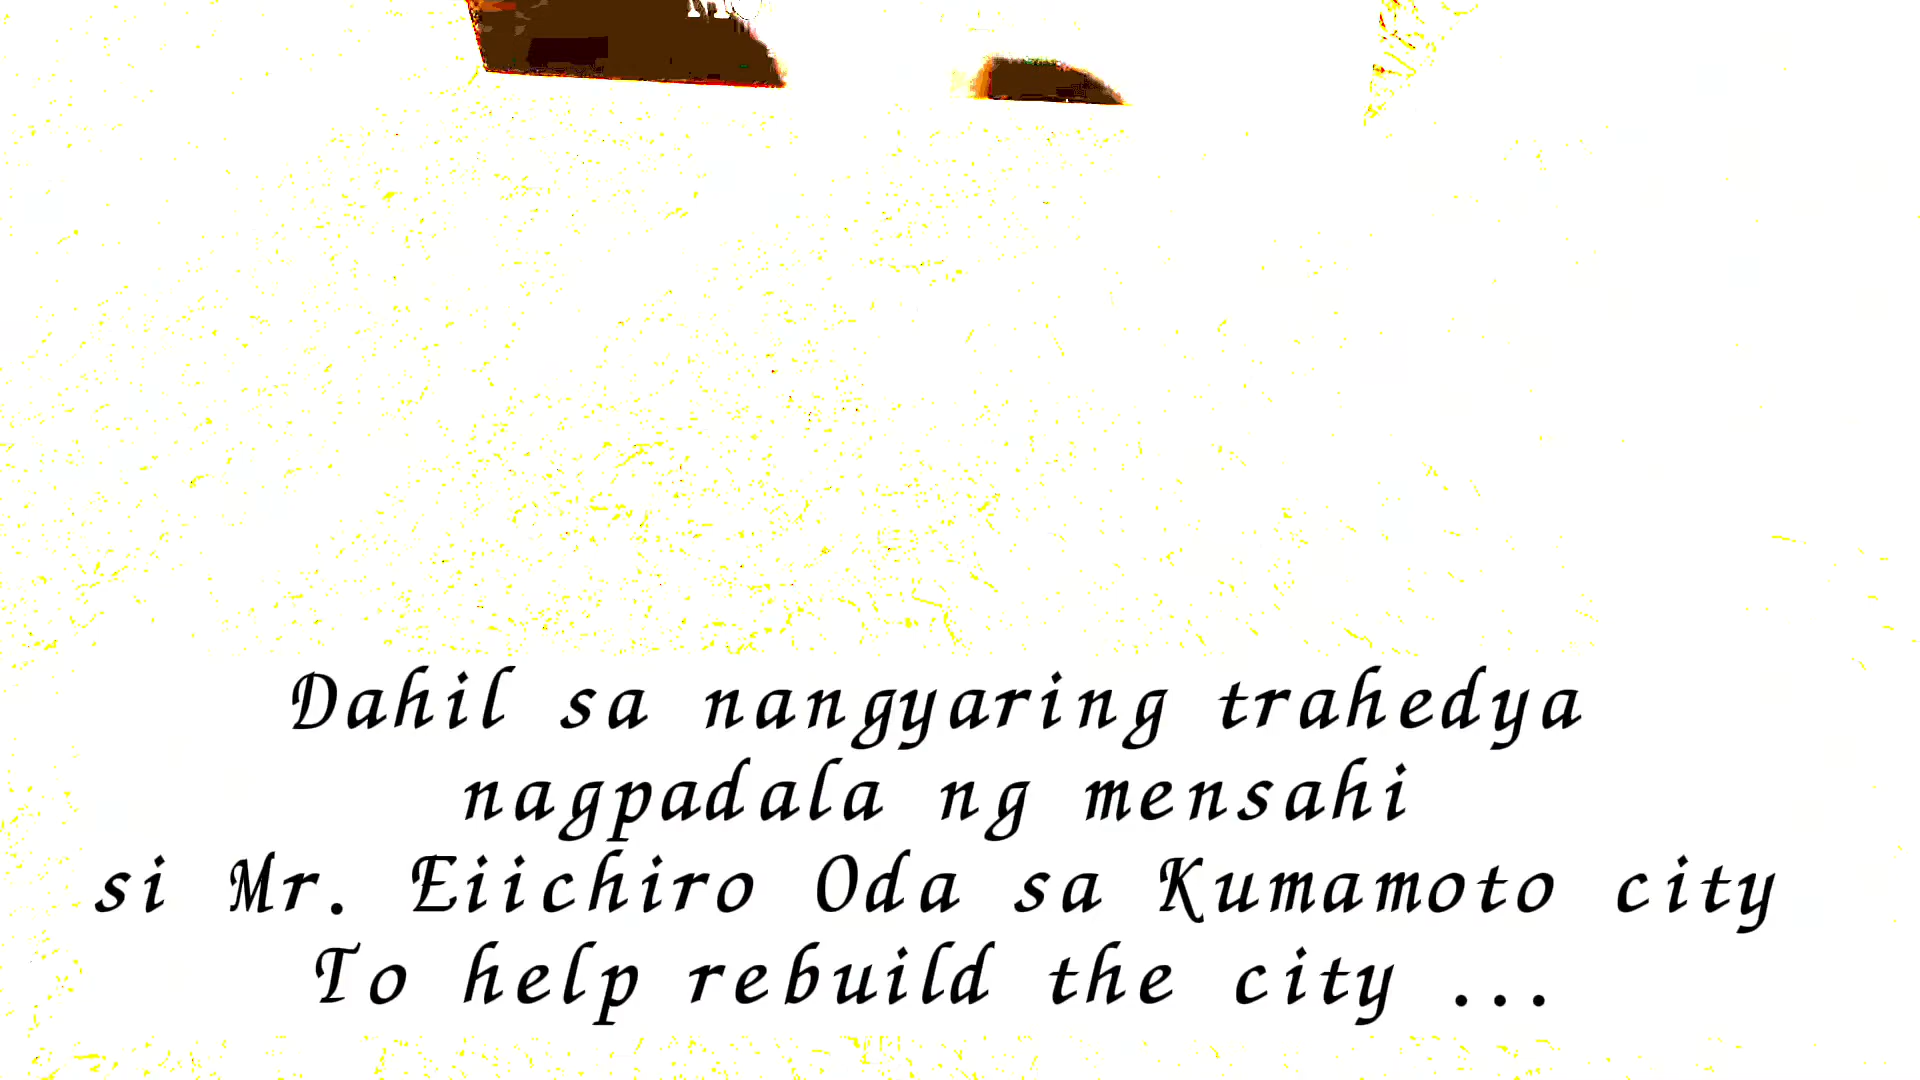 Dahil sa nangyaring trahedya
nagpadala ng mensahi
si Mr. Eiichiro Oda sa Kumamoto city
To help rebuild the city ...